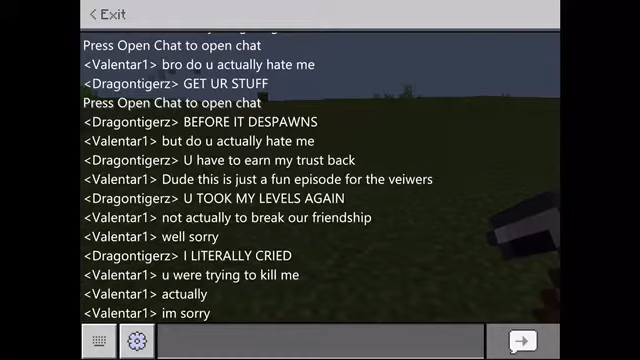 Exit
Press Open Chat to open chat
<Valentar1> bro do u actually hate me
<Dragontigerz> GET UR STUFF
Press Open Chat to open chat
<Dragontigerz> BEFORE IT DESPAWNS
<Valentar1> but do u actually hate me
<Dragontigerz> U have to earn my trust back
<Valentar1> Dude this is just a fun episode for the veiwers
<Dragontigerz> U TOOK MY LEVELS AGAIN
<Valentar1> not actually to break our friendship
<Valentar1> well sorry
<Dragontigerz> I LITERALLY CRIED
<Valentar1> u were trying to kill me
<Valentar1> actually
<Valentar1> im sorry